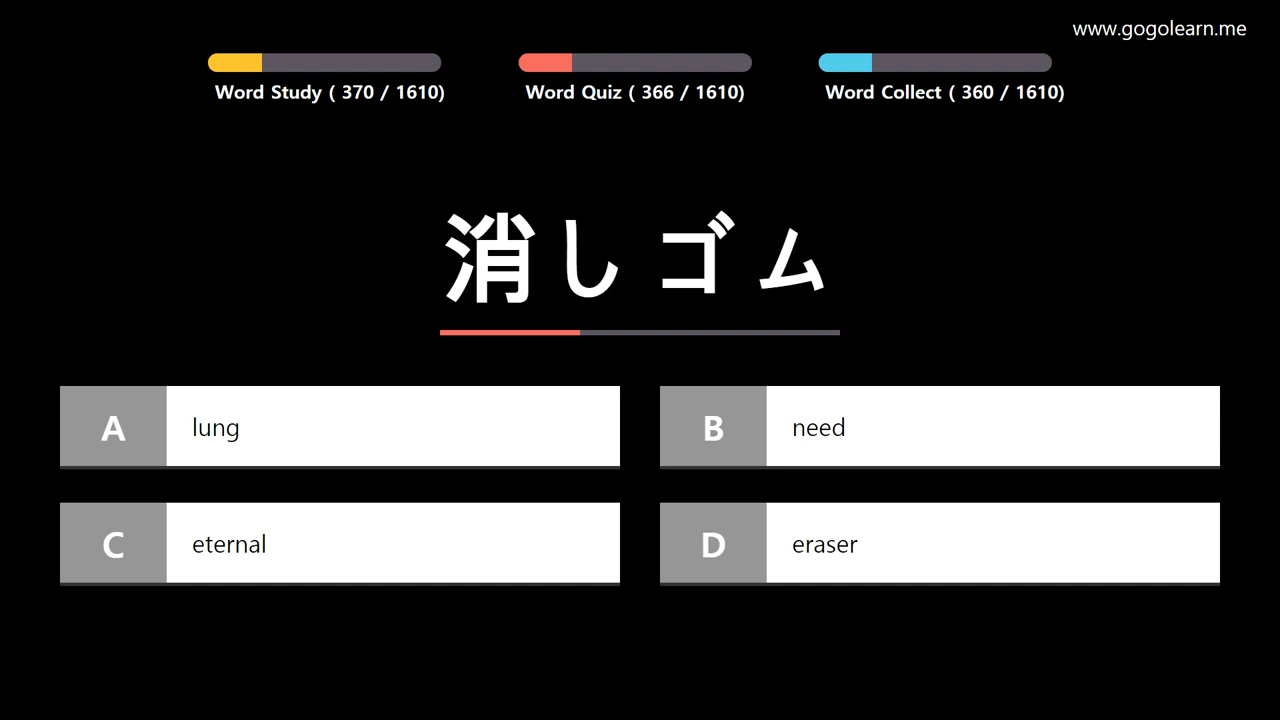 www.gogolearn.me
Word Study ( 370 / 1610)
Word Quiz ( 366 / 1610)
Word Collect ( 360 / 1610)
消しゴム
A lung
B need
C eternal
D eraser